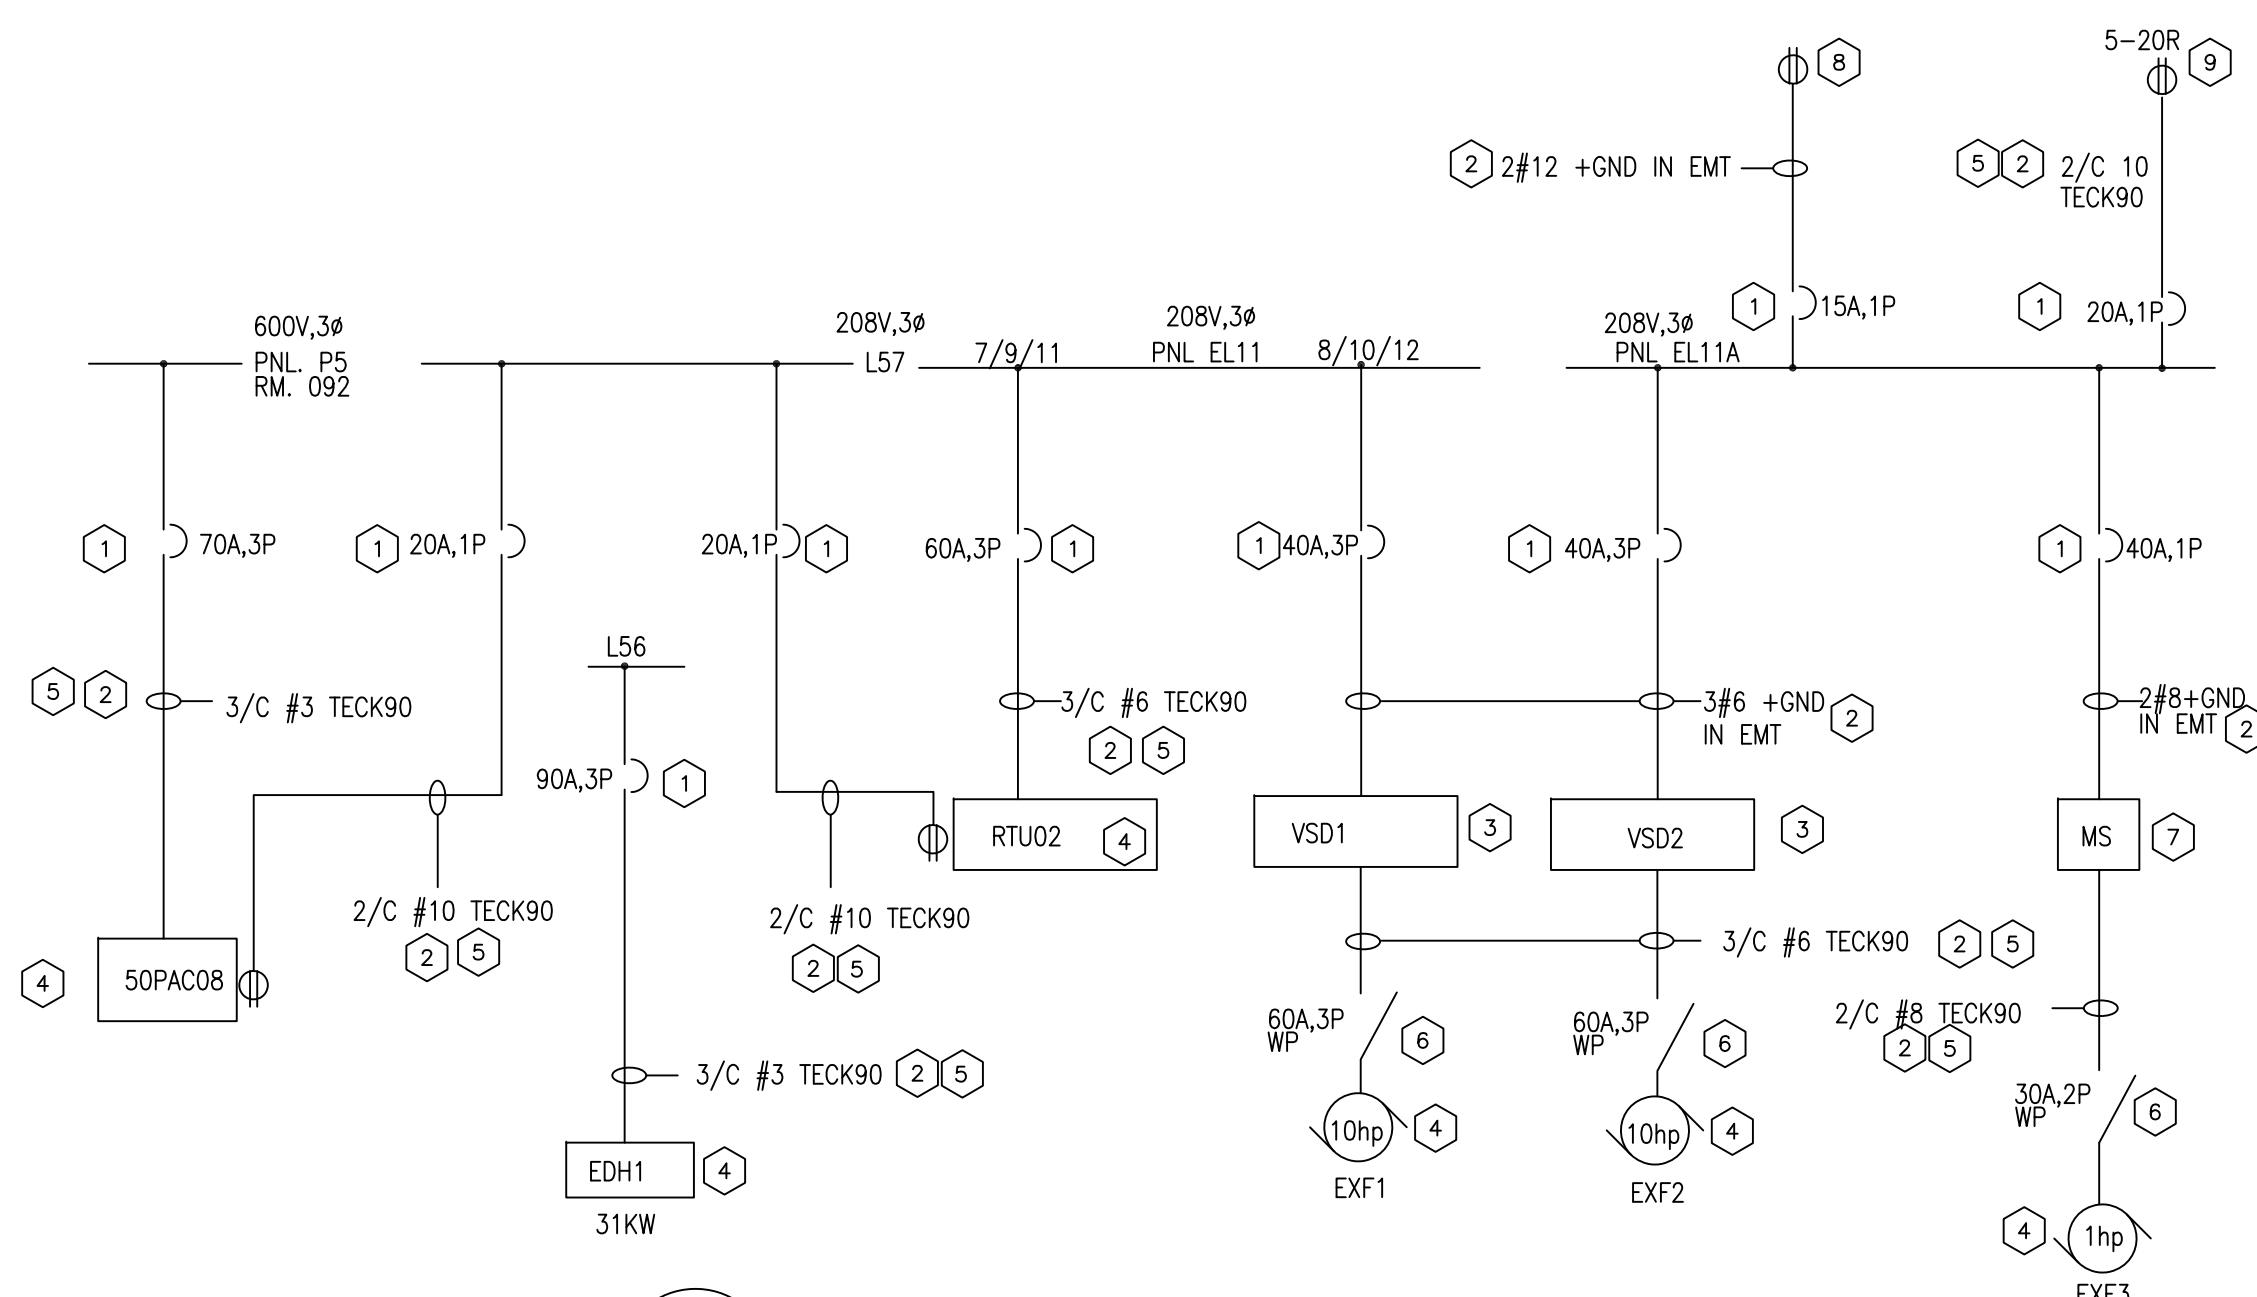 5-20R
8
9
2
2#12 +GND IN EMT
5
2
2/C 10
TECK90
1
15A,1P
1
20A,1P
600V,3ø
PNL. P5
RM. 092
208V,3ø
L57
7/9/11
208V,3ø
PNL EL11
8/10/12
208V,3ø
PNL EL11A
1
70A,3P
1
20A,1P
20A,1P
1
60A,3P
1
1
40A,3P
1
40A,3P
1
40A,1P
L56
5
2
3/C #3 TECK90
3/C #6 TECK90
2
5
3#6 +GND
IN EMT
2
2#8+GND
IN EMT
2
90A,3P
1
RTU02
4
VSD1
3
VSD2
3
MS
7
2/C #10 TECK90
2
5
2/C #10 TECK90
2
5
3/C #6 TECK90
2
5
4
50PAC08
2/C #8 TECK90
2
5
60A,3P
WP
6
60A,3P
WP
6
3/C #3 TECK90
2
5
30A,2P
WP
6
10hp
4
10hp
4
EXF1
EXF2
EDH1
4
31KW
4
1hp
EXF3